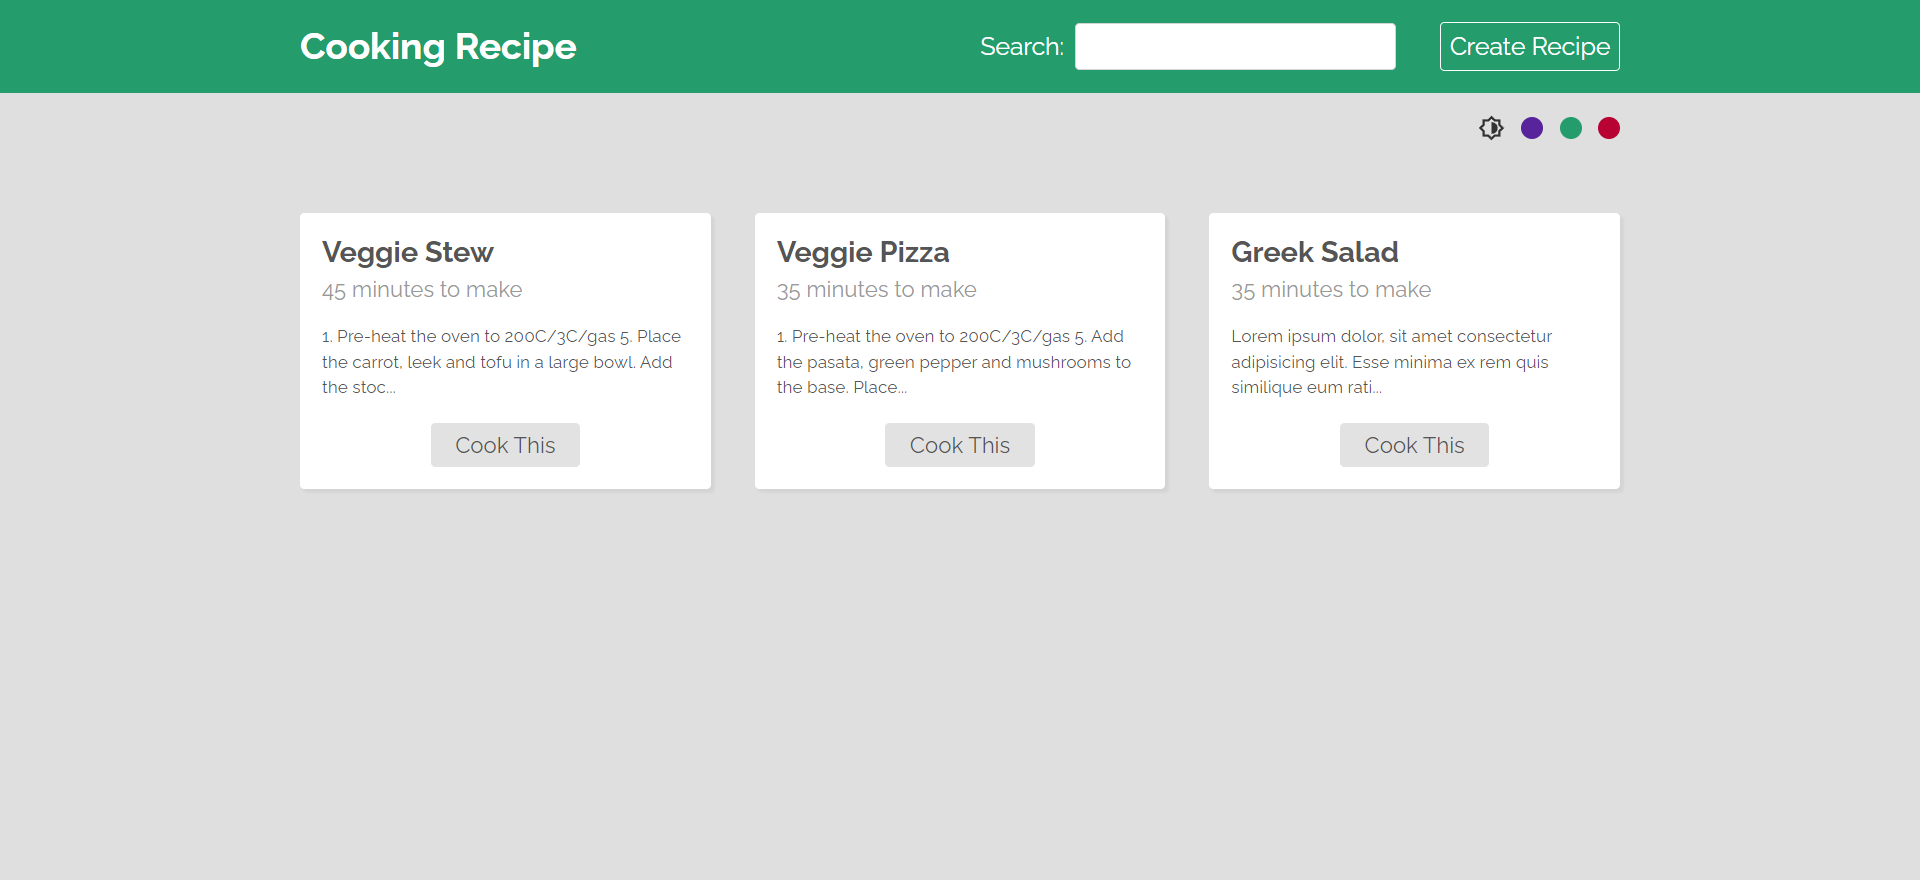 Cooking Recipe
Search:
Create Recipe
Veggie Stew
45 minutes to make
1. Pre-heat the oven to 200C/3C/gas 5. Place
the carrot, leek and tofu in a large bowl. Add
the stoc...
Cook This
Veggie Pizza
35 minutes to make
1. Pre-heat the oven to 200C/3C/gas 5. Add
the pasata, green pepper and mushrooms to
the base. Place...
Cook This
Greek Salad
35 minutes to make
Lorem ipsum dolor, sit amet consectetur
adipisicing elit. Esse minima ex rem quis
similique eum rati...
Cook This